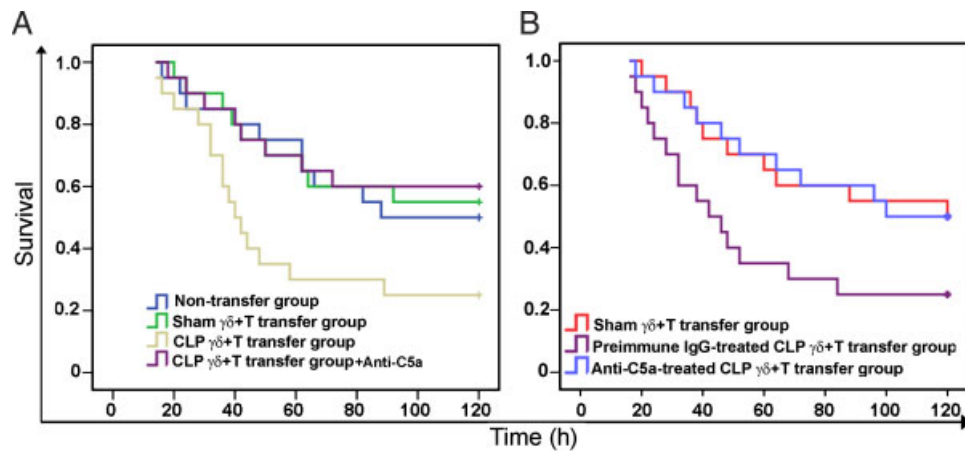 A
B
Survival
1.0
0.8
0.6
0.4
0.2
0
Non-transfer group
Sham γδ+T transfer group
CLP γδ+T transfer group
CLP γδ+T transfer group+Anti-C5a
0 20 40 60 80 100 120
1.0
0.8
0.6
0.4
0.2
0
Sham γδ+T transfer group
Preimmune IgG-treated CLP γδ+T transfer group
Anti-C5a-treated CLP γδ+T transfer group
0 20 40 60 80 100 120
Time (h)